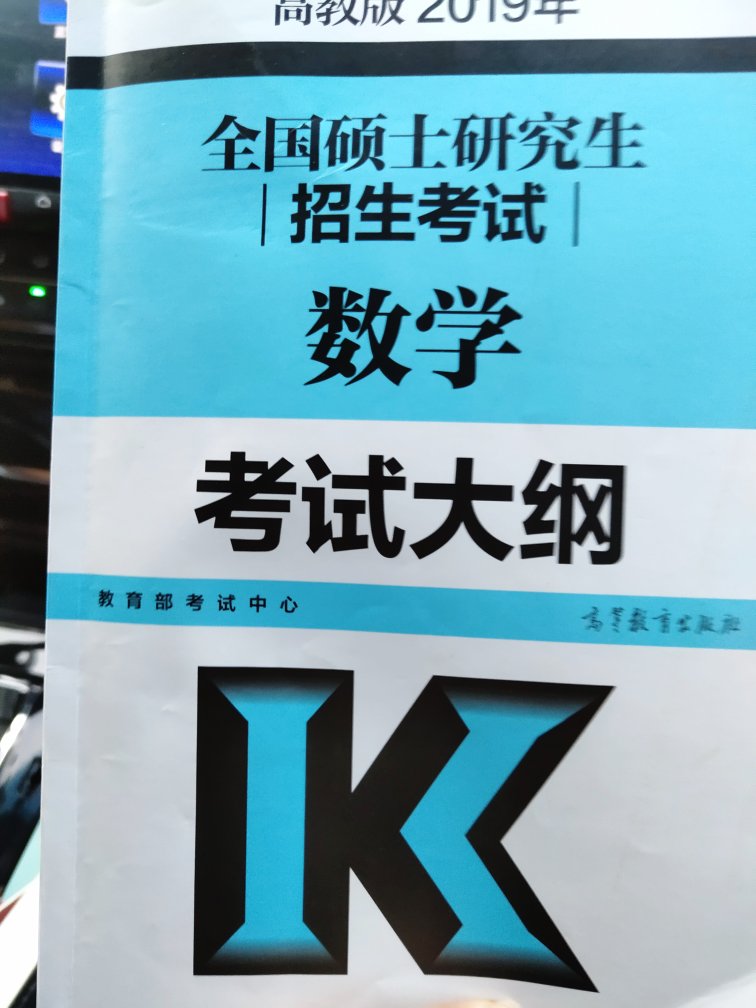 高教版 2019年
全国硕士研究生
招生考试
数学
考试大纲
教育部考试中心
高等教育出版社
K